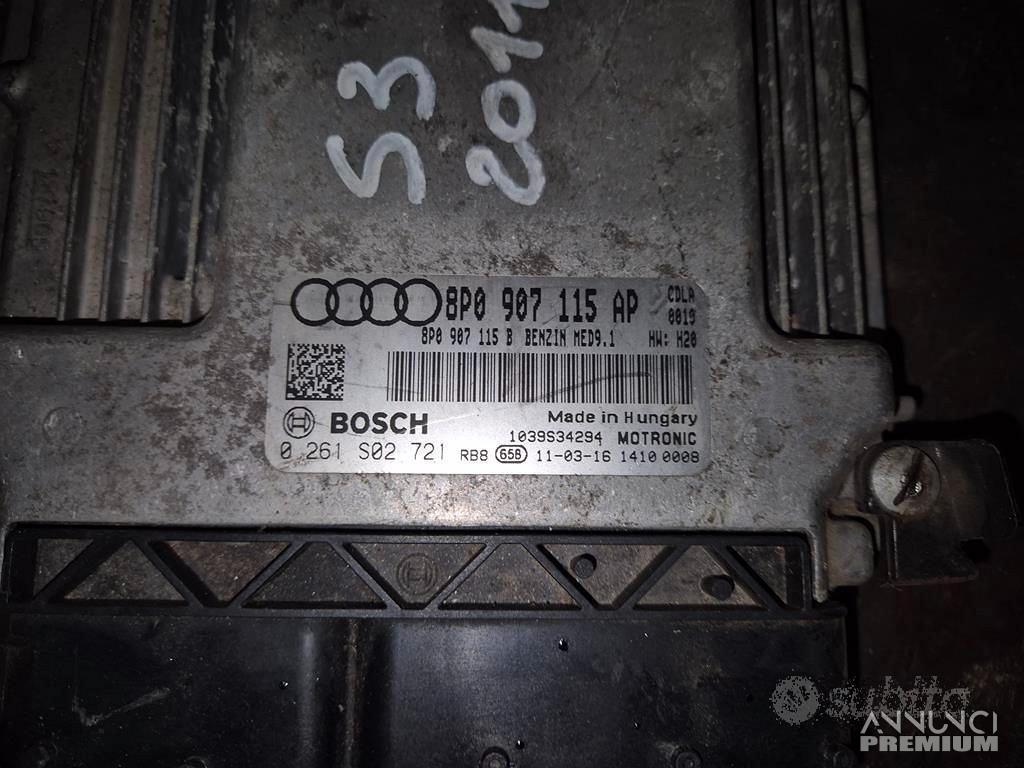 S3
2011
8P0 907 115 AP
CDLA
0019
8P0 907 115 B BENZIN MED9.1 HW: H20
BOSCH
Made in Hungary
1039S34294 MOTRONIC
0 261 S02 721 RB8 658 11-03-16 1410 0008
subito
ANNUNCI
PREMIUM